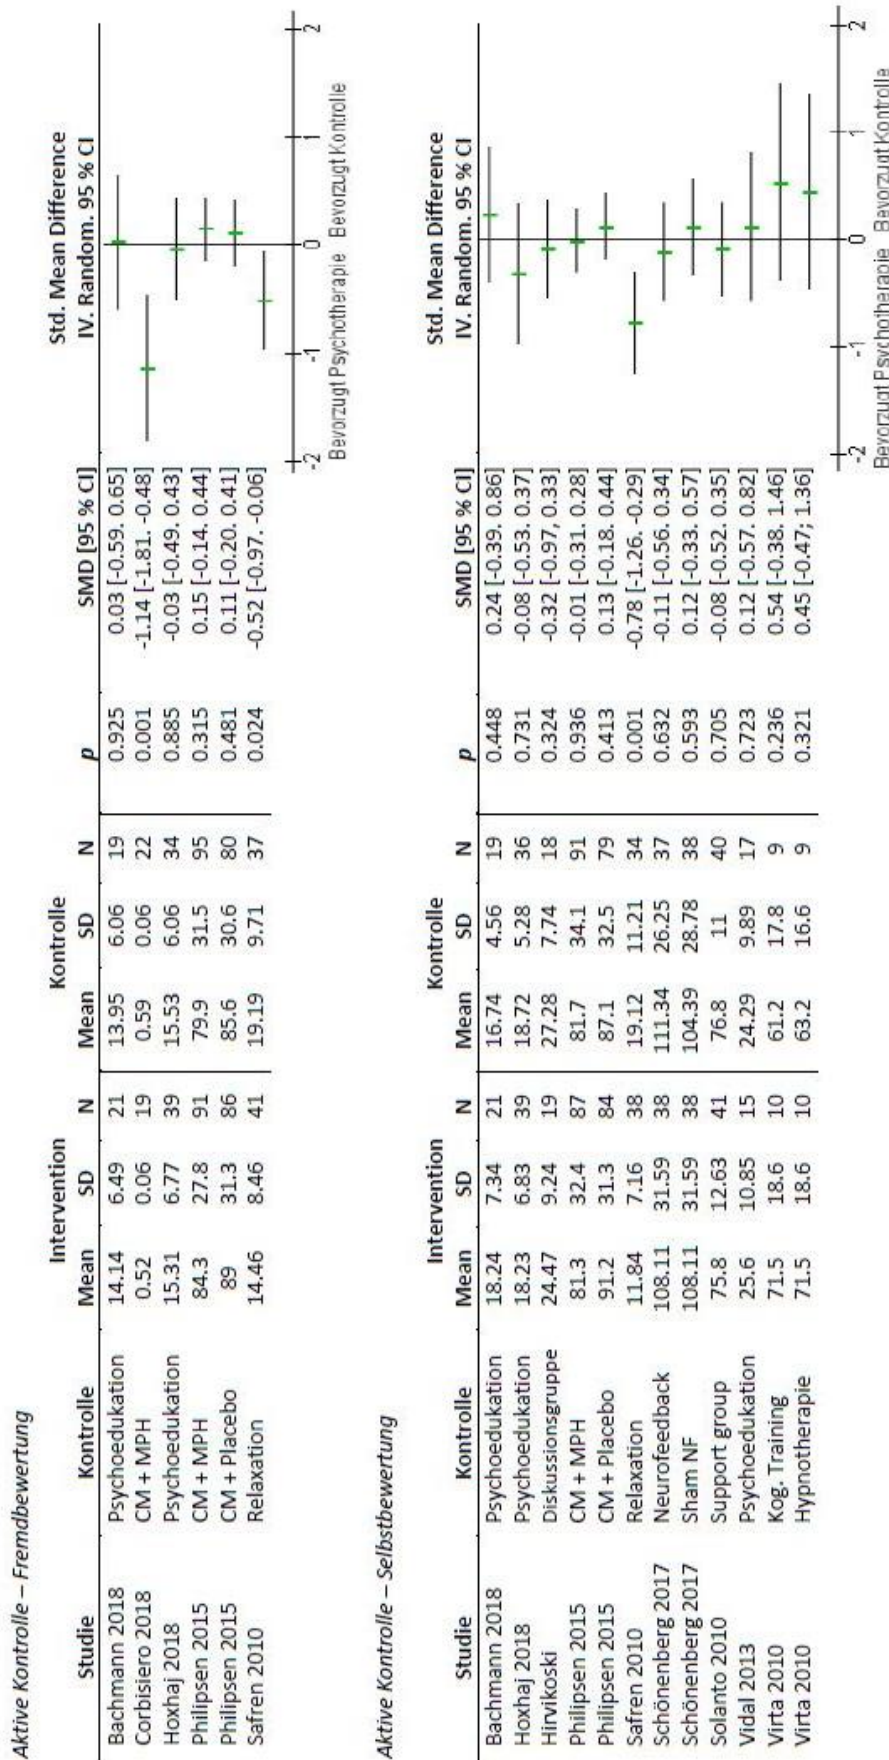 Aktive Kontrolle – Fremdbewertung
Intervention Kontrolle Std. Mean Difference
Studie Kontrolle Mean SD N Mean SD N p SMD [95 % CI] IV. Random. 95 % CI
Bachmann 2018 Psychoedukation 14.14 6.49 21 13.95 6.06 19 0.925 0.03 [-0.59. 0.65]
Corbisiero 2018 CM + MPH 0.52 0.06 19 0.59 0.06 22 0.001 -1.14 [-1.81. -0.48]
Hoxhaj 2018 Psychoedukation 15.31 6.77 39 15.53 6.06 34 0.885 -0.03 [-0.49. 0.43]
Philipsen 2015 CM + MPH 84.3 27.8 91 79.9 31.5 95 0.315 0.15 [-0.14. 0.44]
Philipsen 2015 CM + Placebo 89 31.3 86 85.6 30.6 80 0.481 0.11 [-0.20. 0.41]
Safren 2010 Relaxation 14.46 8.46 41 19.19 9.71 37 0.024 -0.52 [-0.97. -0.06]
-2 -1 0 1 2
Bevorzugt Psychotherapie Bevorzugt Kontrolle
Aktive Kontrolle – Selbstbewertung
Intervention Kontrolle Std. Mean Difference
Studie Kontrolle Mean SD N Mean SD N p SMD [95 % CI] IV. Random. 95 % CI
Bachmann 2018 Psychoedukation 18.24 7.34 21 16.74 4.56 19 0.448 0.24 [-0.39. 0.86]
Hoxhaj 2018 Psychoedukation 18.23 6.83 39 18.72 5.28 36 0.731 -0.08 [-0.53. 0.37]
Hirvikoski Diskussionsgruppe 24.47 9.24 19 27.28 7.74 18 0.324 -0.32 [-0.97, 0.33]
Philipsen 2015 CM + MPH 81.3 32.4 87 81.7 34.1 91 0.936 -0.01 [-0.31. 0.28]
Philipsen 2015 CM + Placebo 91.2 31.3 84 87.1 32.5 79 0.413 0.13 [-0.18. 0.44]
Safren 2010 Relaxation 11.84 7.16 38 19.12 11.21 34 0.001 -0.78 [-1.26. -0.29]
Schönenberg 2017 Neurofeedback 108.11 31.59 38 111.34 26.25 37 0.632 -0.11 [-0.56. 0.34]
Schönenberg 2017 Sham NF 108.11 31.59 38 104.39 28.78 38 0.593 0.12 [-0.33. 0.57]
Solanto 2010 Support group 75.8 12.63 41 76.8 11 40 0.705 -0.08 [-0.52. 0.35]
Vidal 2013 Psychoedukation 25.6 10.85 15 24.29 9.89 17 0.723 0.12 [-0.57. 0.82]
Virta 2010 Kog. Training 71.5 18.6 10 61.2 17.8 9 0.236 0.54 [-0.38. 1.46]
Virta 2010 Hypnotherapie 71.5 18.6 10 63.2 16.6 9 0.321 0.45 [-0.47; 1.36]
-2 -1 0 1 2
Bevorzugt Psychotherapie Bevorzugt Kontrolle